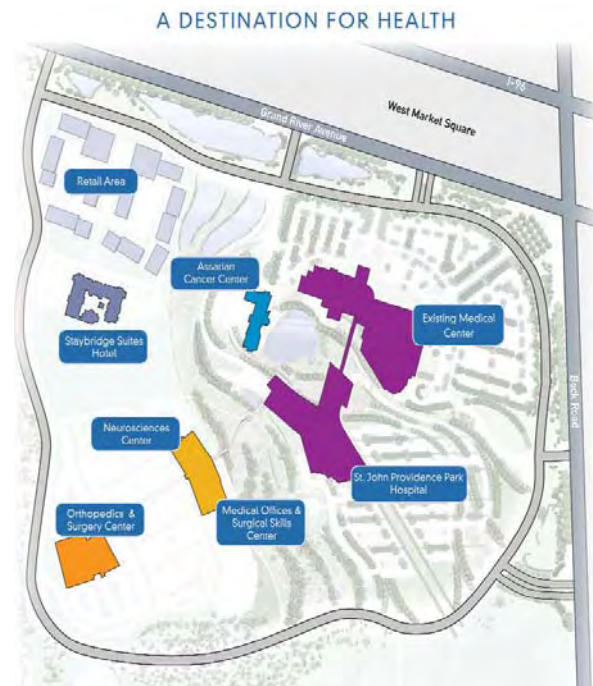 A DESTINATION FOR HEALTH
I-96
West Market Square
Grand River Avenue
Retail Area
Assarian
Cancer Center
Existing Medical
Center
Staybridge Suites
Hotel
Beck Road
Neurosciences
Center
St. John Providence Park
Hospital
Orthopedics &
Surgery Center
Medical Offices &
Surgical Skills
Center